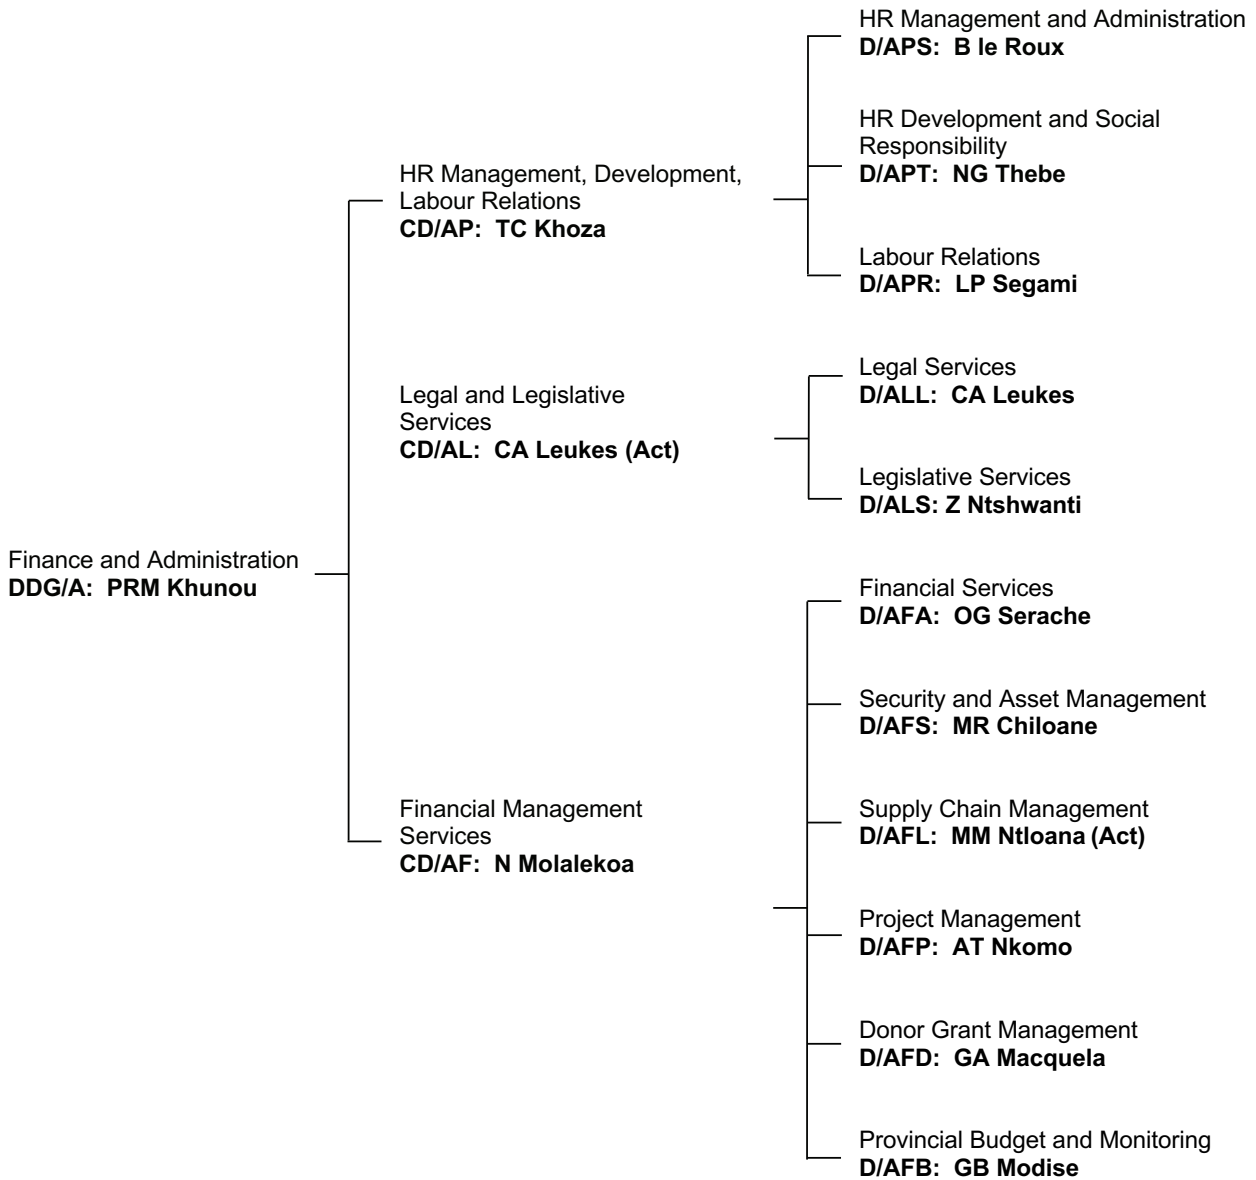 Finance and Administration
DDG/A: PRM Khunou
HR Management, Development,
Labour Relations
CD/AP: TC Khoza
HR Management and Administration
D/APS: B le Roux
HR Development and Social
Responsibility
D/APT: NG Thebe
Labour Relations
D/APR: LP Segami
Legal and Legislative
Services
CD/AL: CA Leukes (Act)
Legal Services
D/ALL: CA Leukes
Legislative Services
D/ALS: Z Ntshwanti
Financial Management
Services
CD/AF: N Molalekoa
Financial Services
D/AFA: OG Serache
Security and Asset Management
D/AFS: MR Chiloane
Supply Chain Management
D/AFL: MM Ntloana (Act)
Project Management
D/AFP: AT Nkomo
Donor Grant Management
D/AFD: GA Macquela
Provincial Budget and Monitoring
D/AFB: GB Modise